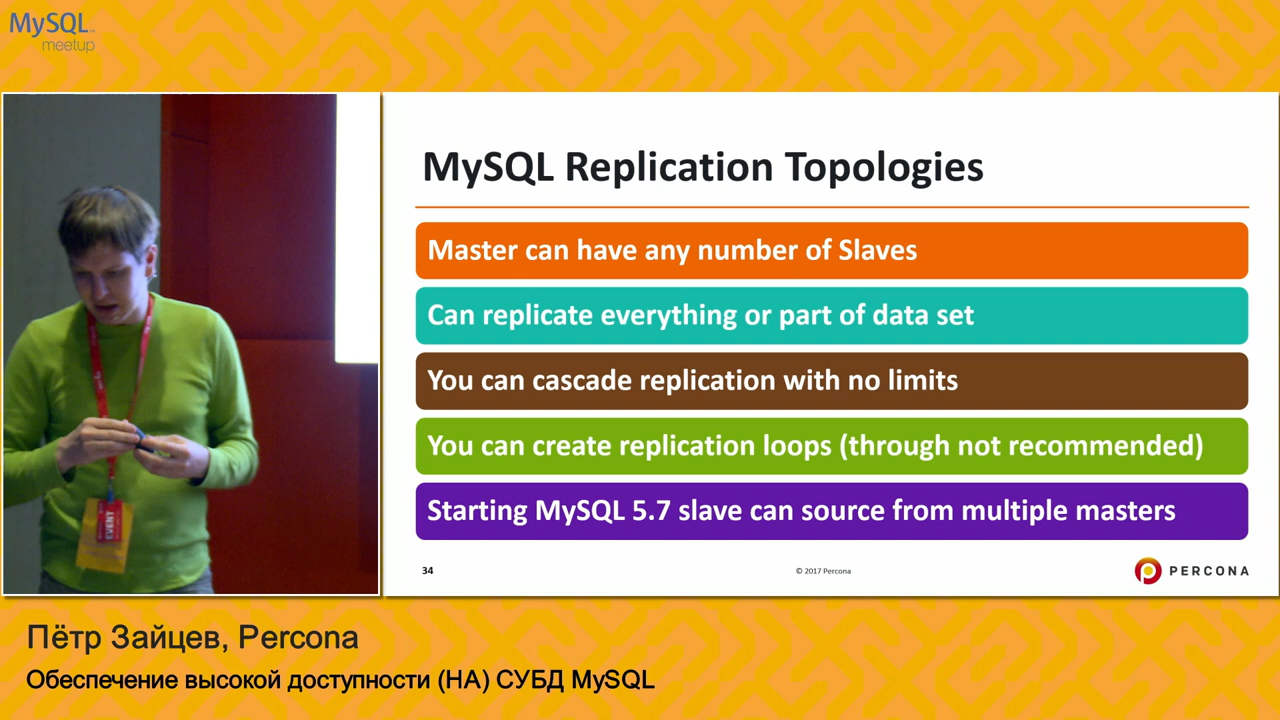 MySQL
meetup
MySQL Replication Topologies
Master can have any number of Slaves
Can replicate everything or part of data set
You can cascade replication with no limits
You can create replication loops (through not recommended)
Starting MySQL 5.7 slave can source from multiple masters
34
© 2017 Percona
PERCONA
EVENT
Пётр Зайцев, Percona
Обеспечение высокой доступности (HA) СУБД MySQL